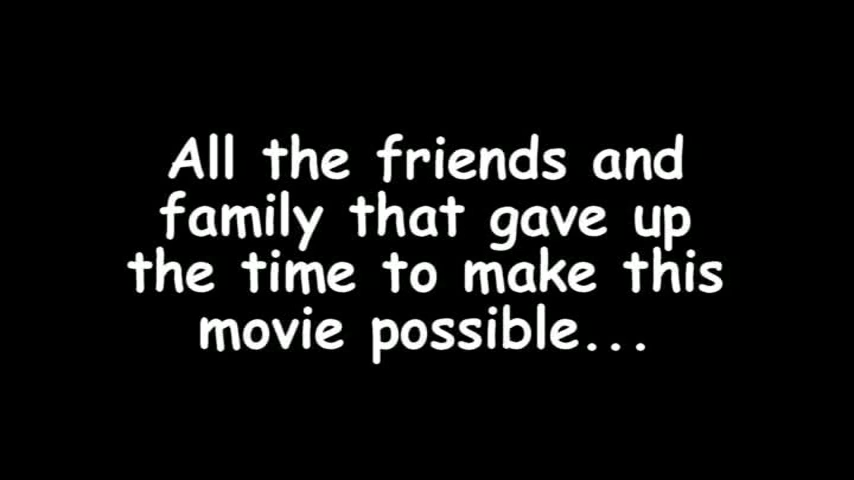 All the friends and
family that gave up
the time to make this
movie possible...